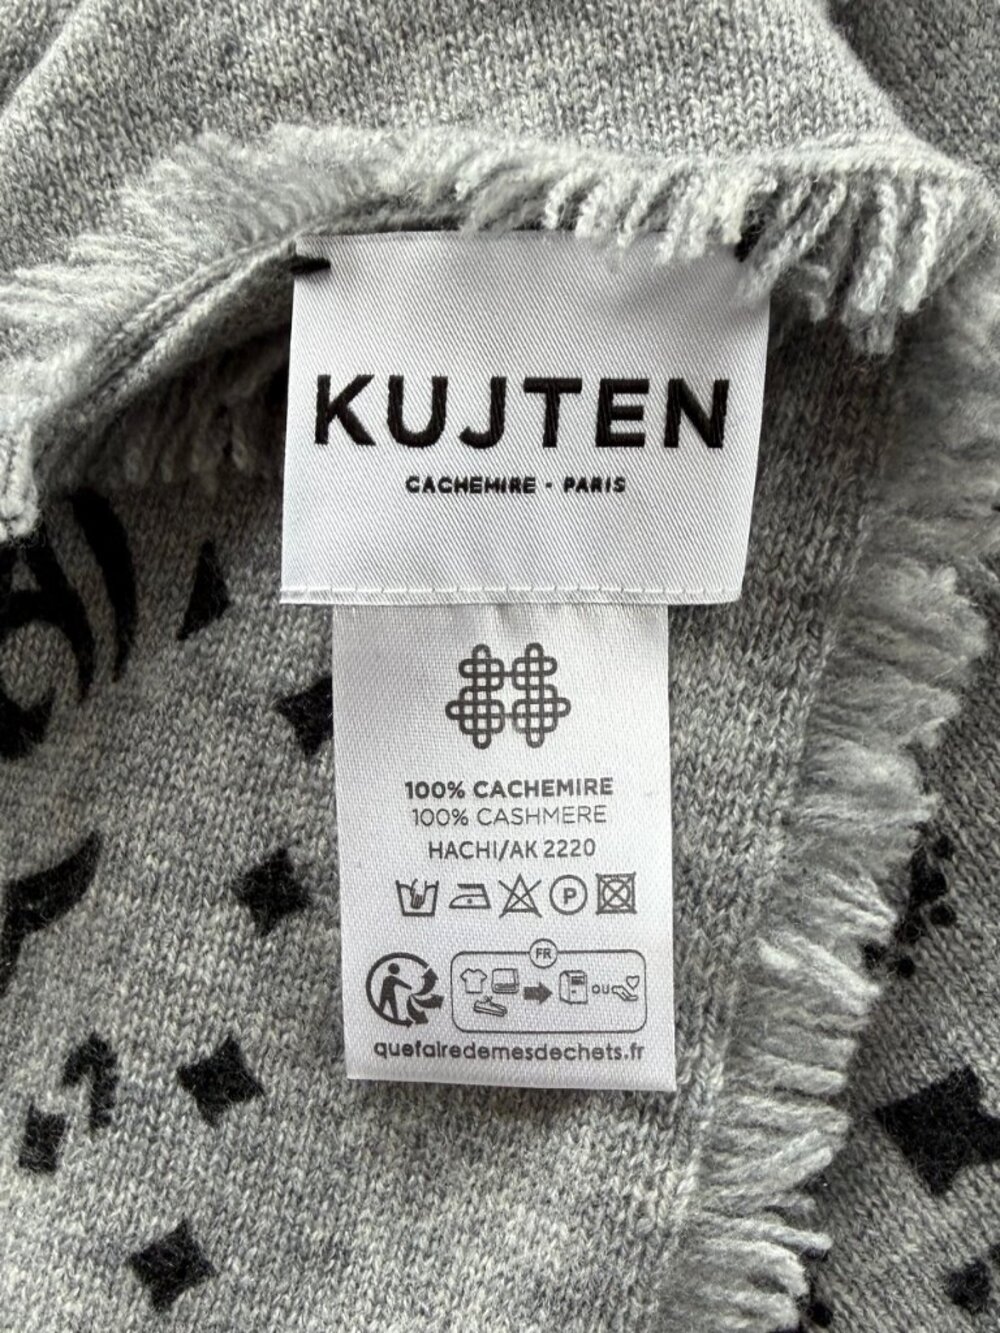 KUJTEN
CACHEMIRE - PARIS
100% CACHEMIRE
100% CASHMERE
HACHI/AK 2220
P
FR
OU
quefairedemesdechets.fr